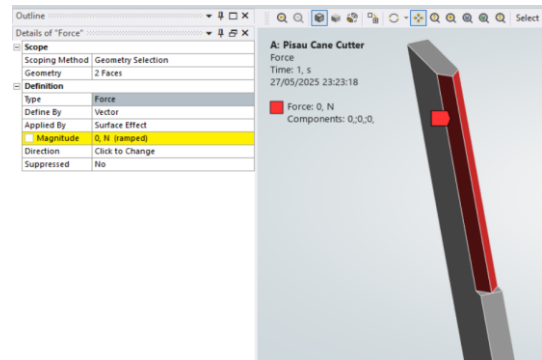 Outline
Select
Details of "Force"
Scope
Scoping Method Geometry Selection
Geometry 2 Faces
Definition
Type Force
Define By Vector
Applied By Surface Effect
Magnitude 0, N (ramped)
Direction Click to Change
Suppressed No
A: Pisau Cane Cutter
Force
Time: 1, s
27/05/2025 23:23:18
Force: 0, N
Components: 0,;0,;0,